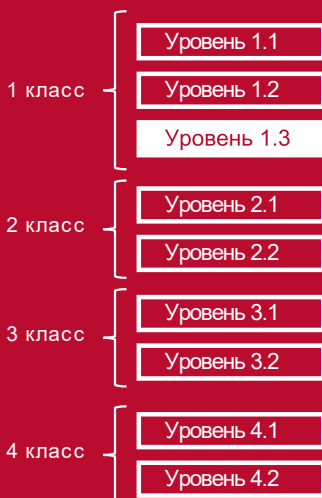 Уровень 1.1
1 класс
Уровень 1.2
Уровень 1.3
2 класс
Уровень 2.1
Уровень 2.2
3 класс
Уровень 3.1
Уровень 3.2
4 класс
Уровень 4.1
Уровень 4.2